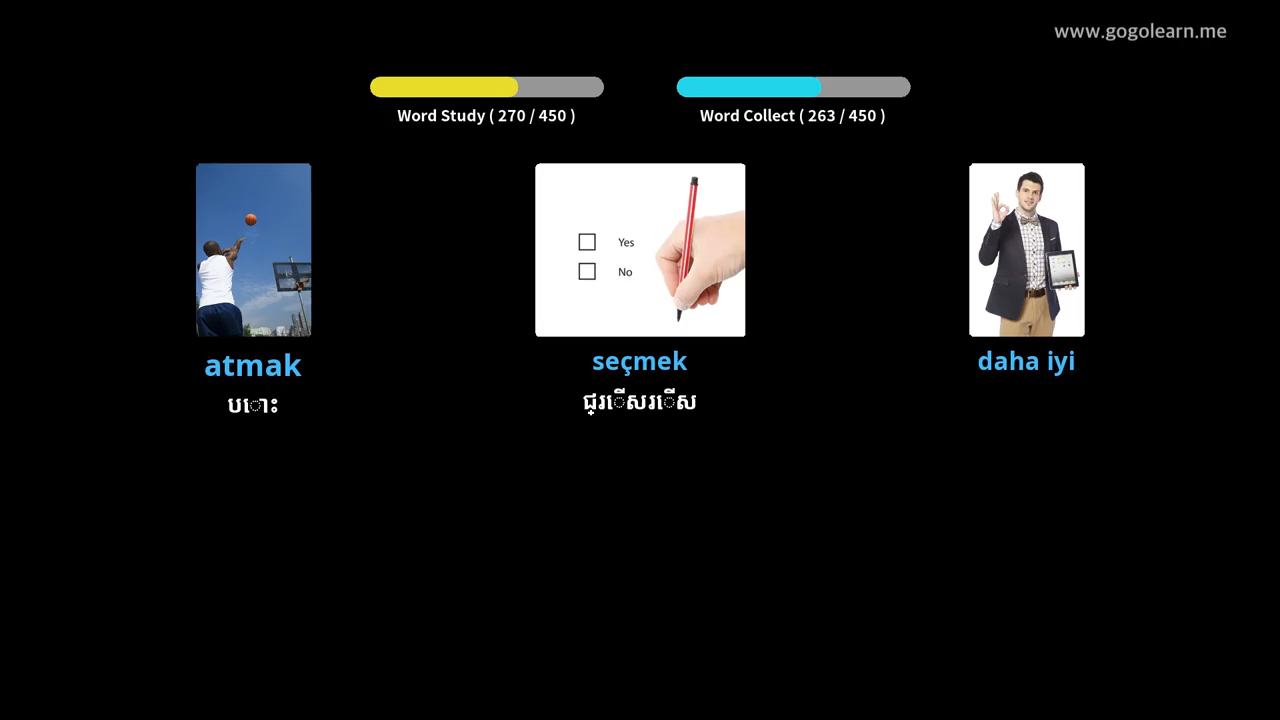 www.gogolearn.me
Word Study ( 270 / 450 )
Word Collect ( 263 / 450 )
Yes
No
atmak
seçmek
daha iyi
បោះ
ជ្រើសរើស